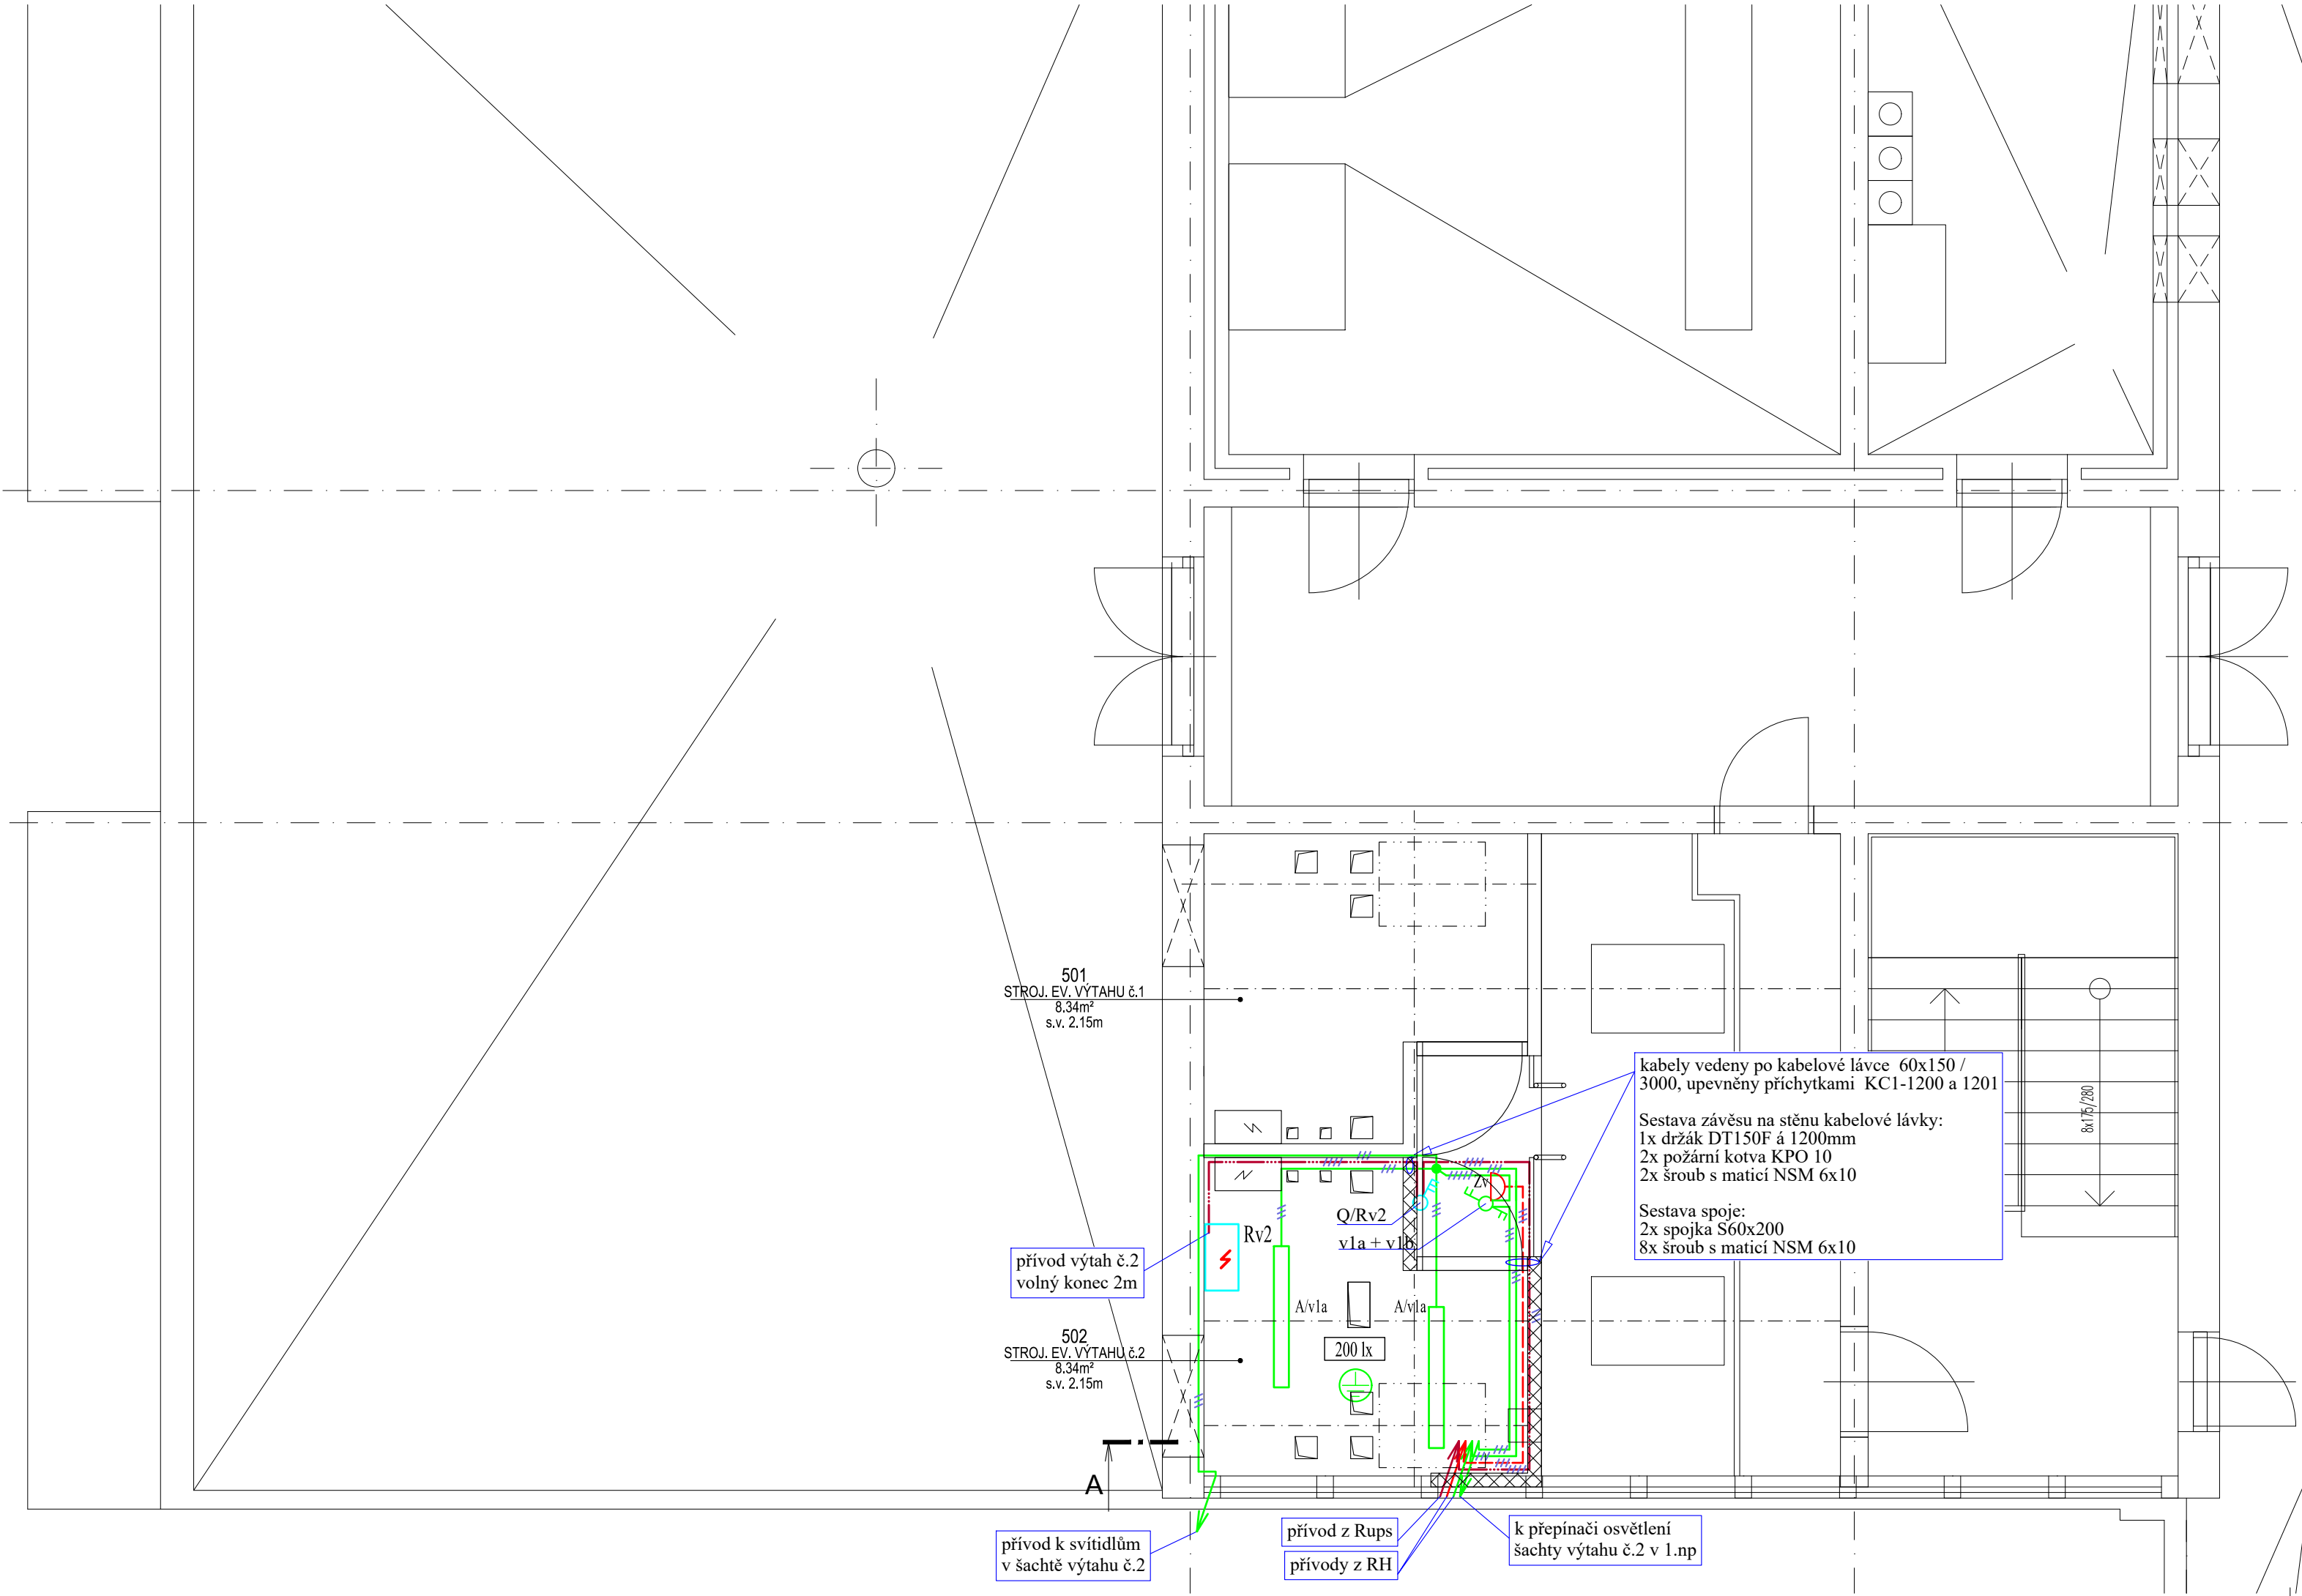 501
STROJ. EV. VÝTAHU č.1
8.34m²
s.v. 2.15m
kabely vedeny po kabelové lávce 60x150 /
3000, upevněny příchytkami KC1-1200 a 1201
Sestava závěsu na stěnu kabelové lávky:
1x držák DT150F á 1200mm
2x požární kotva KPO 10
2x šroub s maticí NSM 6x10
Sestava spoje:
2x spojka S60x200
8x šroub s maticí NSM 6x10
8x175/280
Zv
Q/Rv2
Rv2
v1a + v1b
přívod výtah č.2
volný konec 2m
A/v1a
A/v1a
502
STROJ. EV. VÝTAHU č.2
8.34m²
s.v. 2.15m
200 lx
A
přívod z Rups
k přepínači osvětlení
šachty výtahu č.2 v 1.np
přívod k svítidlům
v šachtě výtahu č.2
přívody z RH